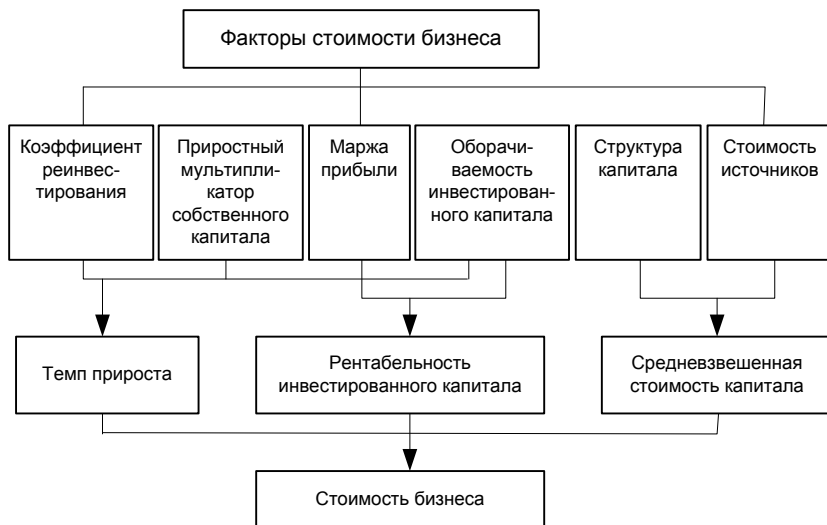 Факторы стоимости бизнеса
Коэффициент
реинвес-
тирования
Приростный
мультипли-
катор
собственного
капитала
Маржа
прибыли
Оборачи-
ваемость
инвестирован-
ного капитала
Структура
капитала
Стоимость
источников
Темп прироста
Рентабельность
инвестированного капитала
Средневзвешенная
стоимость капитала
Стоимость бизнеса